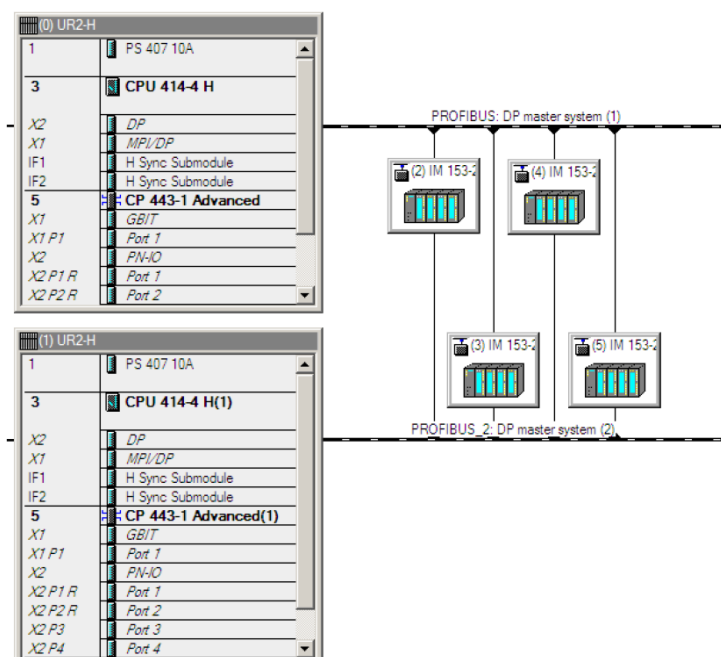 (0) UR2-H
1 PS 407 10A
3 CPU 414-4 H
X2 DP
X1 MPI/DP
IF1 H Sync Submodule
IF2 H Sync Submodule
5 CP 443-1 Advanced
X1 GBIT
X1 P1 Port 1
X2 PN-IO
X2 P1 R Port 1
X2 P2 R Port 2
PROFIBUS: DP master system (1)
(2) IM 153-2
(4) IM 153-2
(1) UR2-H
1 PS 407 10A
3 CPU 414-4 H(1)
X2 DP
X1 MPI/DP
IF1 H Sync Submodule
IF2 H Sync Submodule
5 CP 443-1 Advanced(1)
X1 GBIT
X1 P1 Port 1
X2 PN-IO
X2 P1 R Port 1
X2 P2 R Port 2
X2 P3 Port 3
X2 P4 Port 4
(3) IM 153-2
(5) IM 153-2
PROFIBUS_2: DP master system (2)